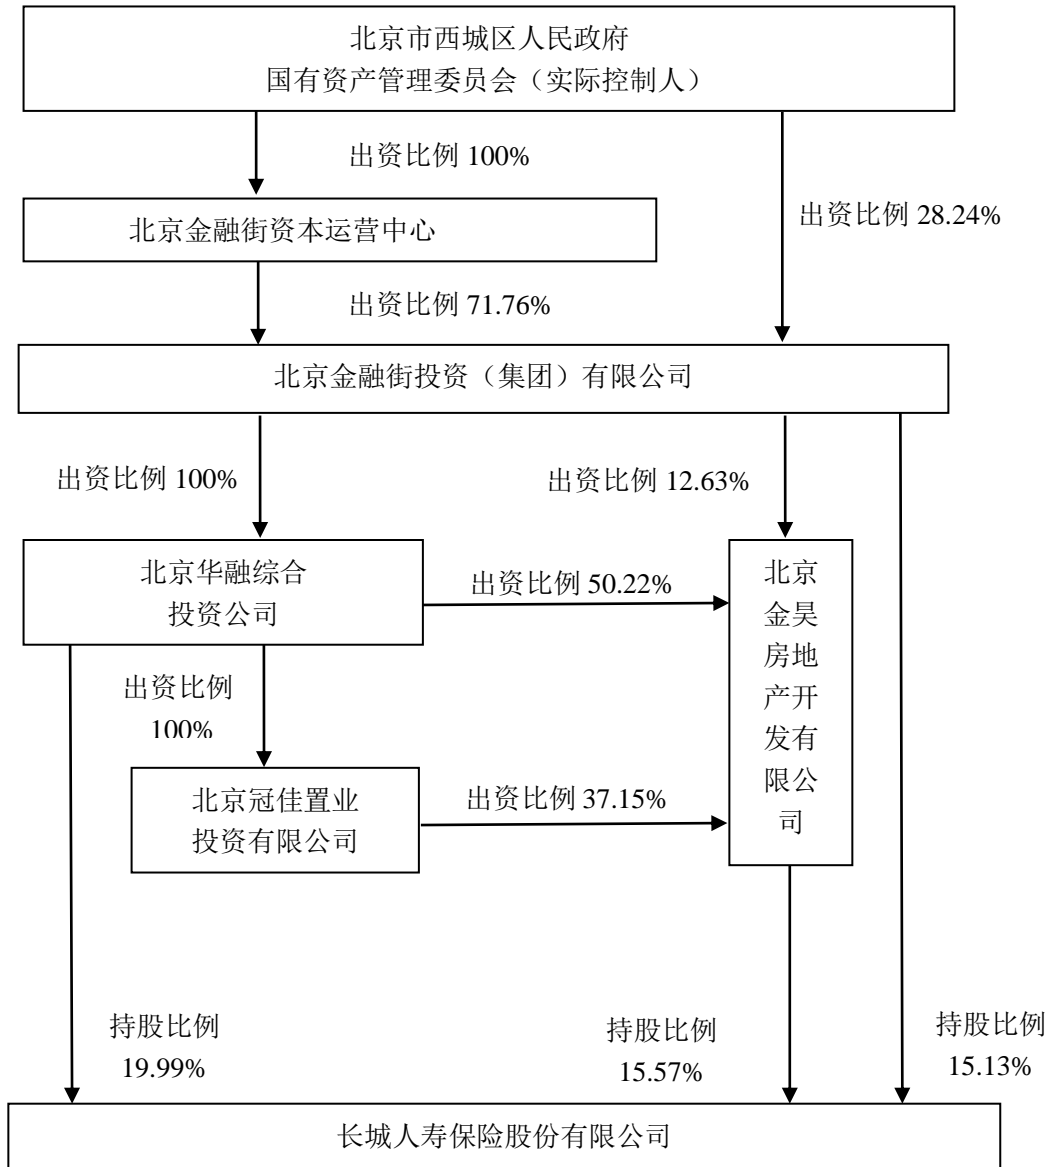 北京市西城区人民政府
国有资产管理委员会（实际控制人）
出资比例 100%
出资比例 28.24%
北京金融街资本运营中心
出资比例 71.76%
北京金融街投资（集团）有限公司
出资比例 100%
出资比例 12.63%
北京华融综合
投资公司
出资比例 50.22%
北京
金昊
房地
产开
发有
限公
司
出资比例
100%
北京冠佳置业
投资有限公司
出资比例 37.15%
持股比例
19.99%
持股比例
15.57%
持股比例
15.13%
长城人寿保险股份有限公司